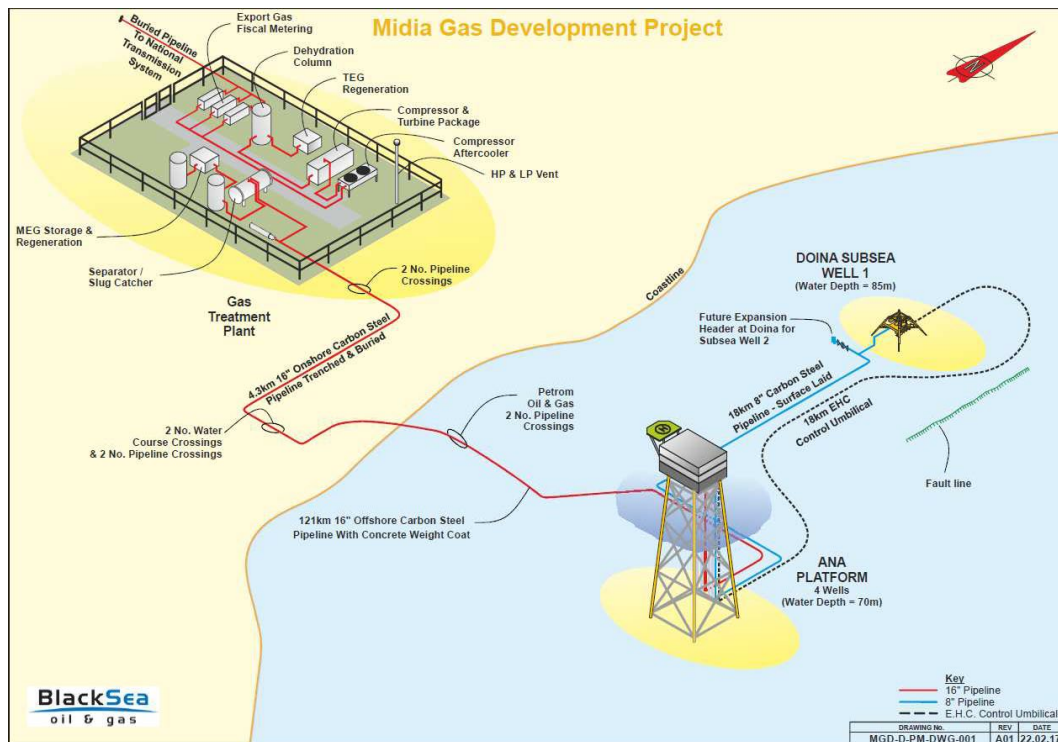 Midia Gas Development Project
Export Gas
Fiscal Metering
Buried Pipeline
To National
Transmission
System
Dehydration
Column
TEG
Regeneration
Compressor &
Turbine Package
Compressor
Aftercooler
HP & LP Vent
N
MEG Storage &
Regeneration
Separator /
Slug Catcher
Gas
Treatment
Plant
2 No. Pipeline
Crossings
4.3km 16" Onshore Carbon Steel
Pipeline Trenched & Buried
2 No. Water
Course Crossings
& 2 No. Pipeline Crossings
Coastline
Petrom
Oil & Gas
2 No. Pipeline
Crossings
121km 16" Offshore Carbon Steel
Pipeline With Concrete Weight Coat
DOINA SUBSEA
WELL 1
(Water Depth = 85m)
Future Expansion
Header at Doina for
Subsea Well 2
18km 8" Carbon Steel
Pipeline - Surface Laid
18km EHC
Control Umbilical
Fault line
H
ANA
PLATFORM
4 Wells
(Water Depth = 70m)
BlackSea
oil & gas
Key
16" Pipeline
8" Pipeline
E.H.C. Control Umbilical
DRAWING No. REV DATE
MGD-D-PM-DWG-001 A01 22.02.17